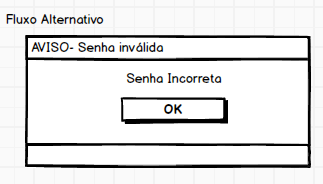 Fluxo Alternativo
AVISO- Senha inválida
Senha Incorreta
OK